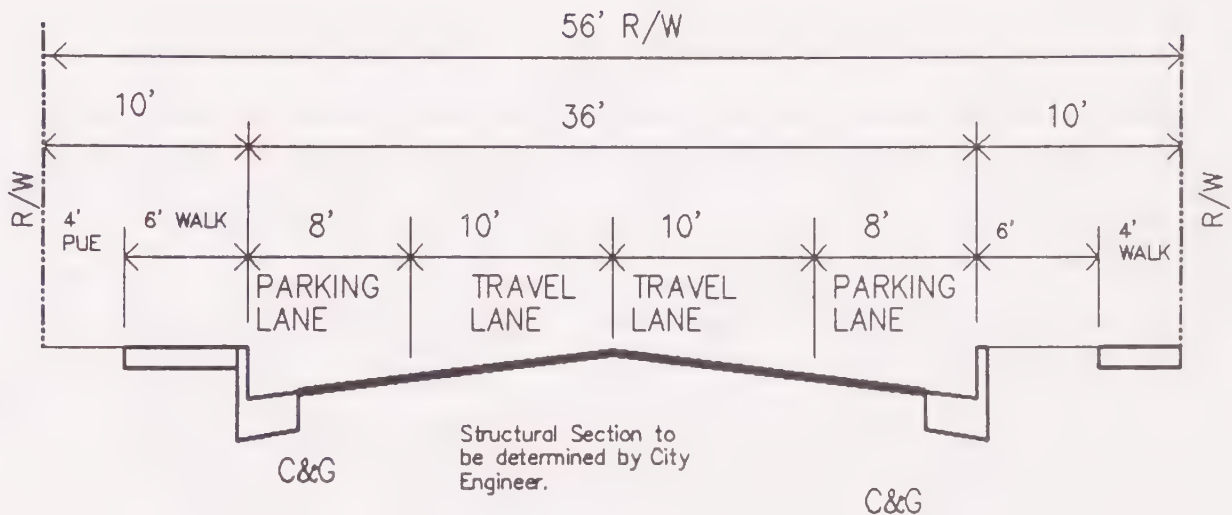 56' R/W
10'
36'
10'
R/W
R/W
4'
PUE
6' WALK
8'
10'
10'
8'
6'
4'
WALK
PARKING
LANE
TRAVEL
LANE
TRAVEL
LANE
PARKING
LANE
Structural Section to
be determined by City
Engineer.
C&G
C&G